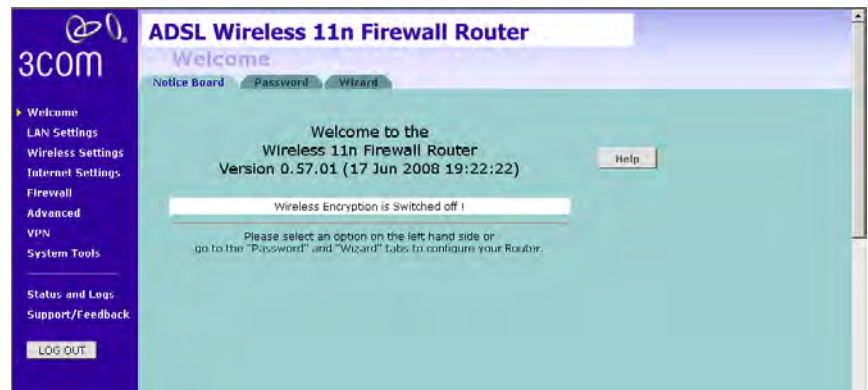 3COM
ADSL Wireless 11n Firewall Router
Welcome
Notice Board
Password
Wizard
Welcome
LAN Settings
Wireless Settings
Internet Settings
Firewall
Advanced
VPN
System Tools
Status and Logs
Support/Feedback
LOG OUT
Welcome to the
Wireless 11n Firewall Router
Version 0.57.01 (17 Jun 2008 19:22:22)
Help
Wireless Encryption is Switched off !
Please select an option on the left hand side or
go to the "Password" and "Wizard" tabs to configure your Router.